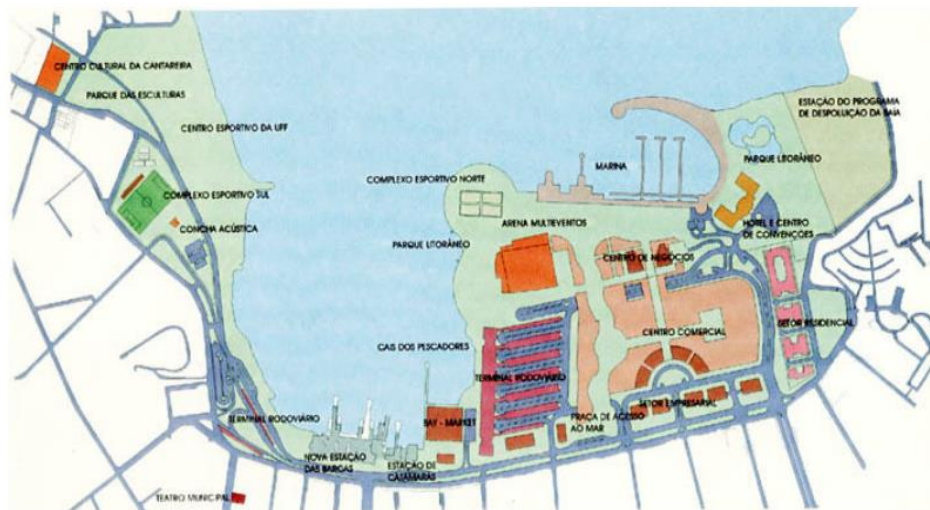 CENTRO CULTURAL DA CANTAREIRA
PARQUE DAS ESCULTURAS
CENTRO ESPORTIVO DA UFF
ESTAÇÃO DO PROGRAMA
DE DESPOLUIÇÃO DA BAIA
MARINA
PARQUE LITORÂNEO
COMPLEXO ESPORTIVO NORTE
COMPLEXO ESPORTIVO SUL
CONCHA ACÚSTICA
ARENA MULTIEVENTOS
HOTEL E CENTRO
DE CONVENÇÕES
PARQUE LITORÂNEO
CENTRO DE NEGÓCIOS
CENTRO COMERCIAL
SETOR RESIDENCIAL
CAIS DOS PESCADORES
TERMINAL RODOVIÁRIO
SETOR EMPRESARIAL
TERMINAL RODOVIÁRIO
BAY - MARKET
PRAÇA DE ACESSO
AO MAR
NOVA ESTAÇÃO
DAS BARCAS
ESTAÇÃO DE
CATAMARÃS
TEATRO MUNICIPAL